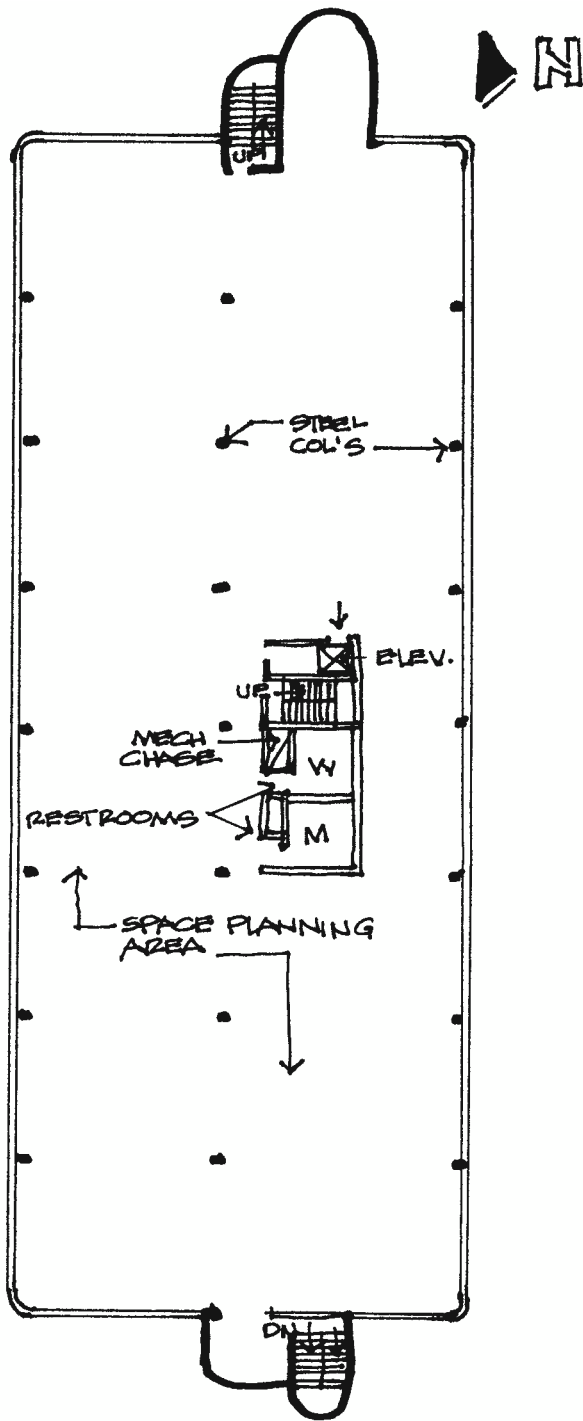 N
UP
STEEL
COL'S
ELEV.
UP
MECH
CHASE
W
RESTROOMS
M
SPACE PLANNING
AREA
DN